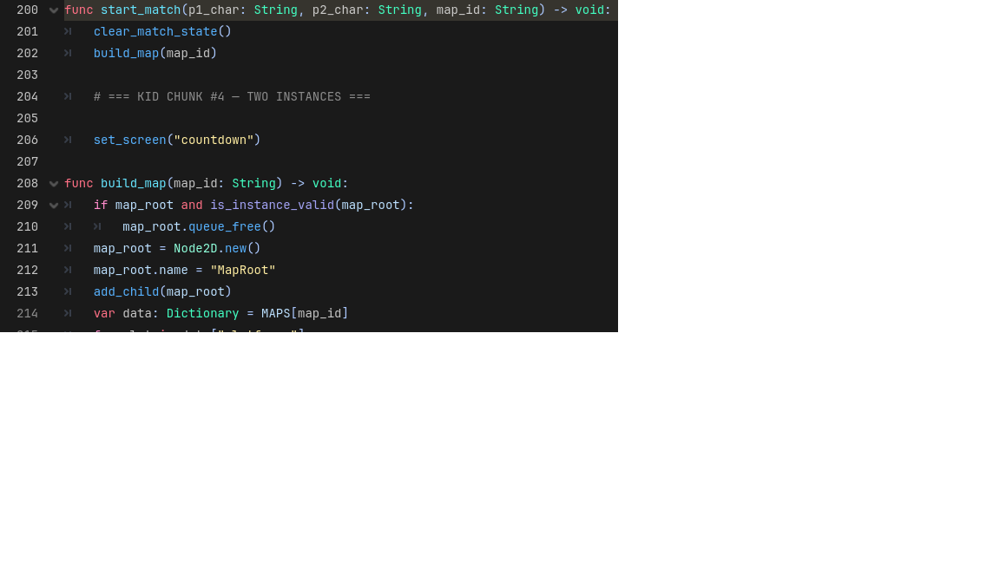 200 func start_match(p1_char: String, p2_char: String, map_id: String) -> void:
201 clear_match_state()
202 build_map(map_id)
203
204 # === KID CHUNK #4 — TWO INSTANCES ===
205
206 set_screen("countdown")
207
208 func build_map(map_id: String) -> void:
209 if map_root and is_instance_valid(map_root):
210 map_root.queue_free()
211 map_root = Node2D.new()
212 map_root.name = "MapRoot"
213 add_child(map_root)
214 var data: Dictionary = MAPS[map_id]